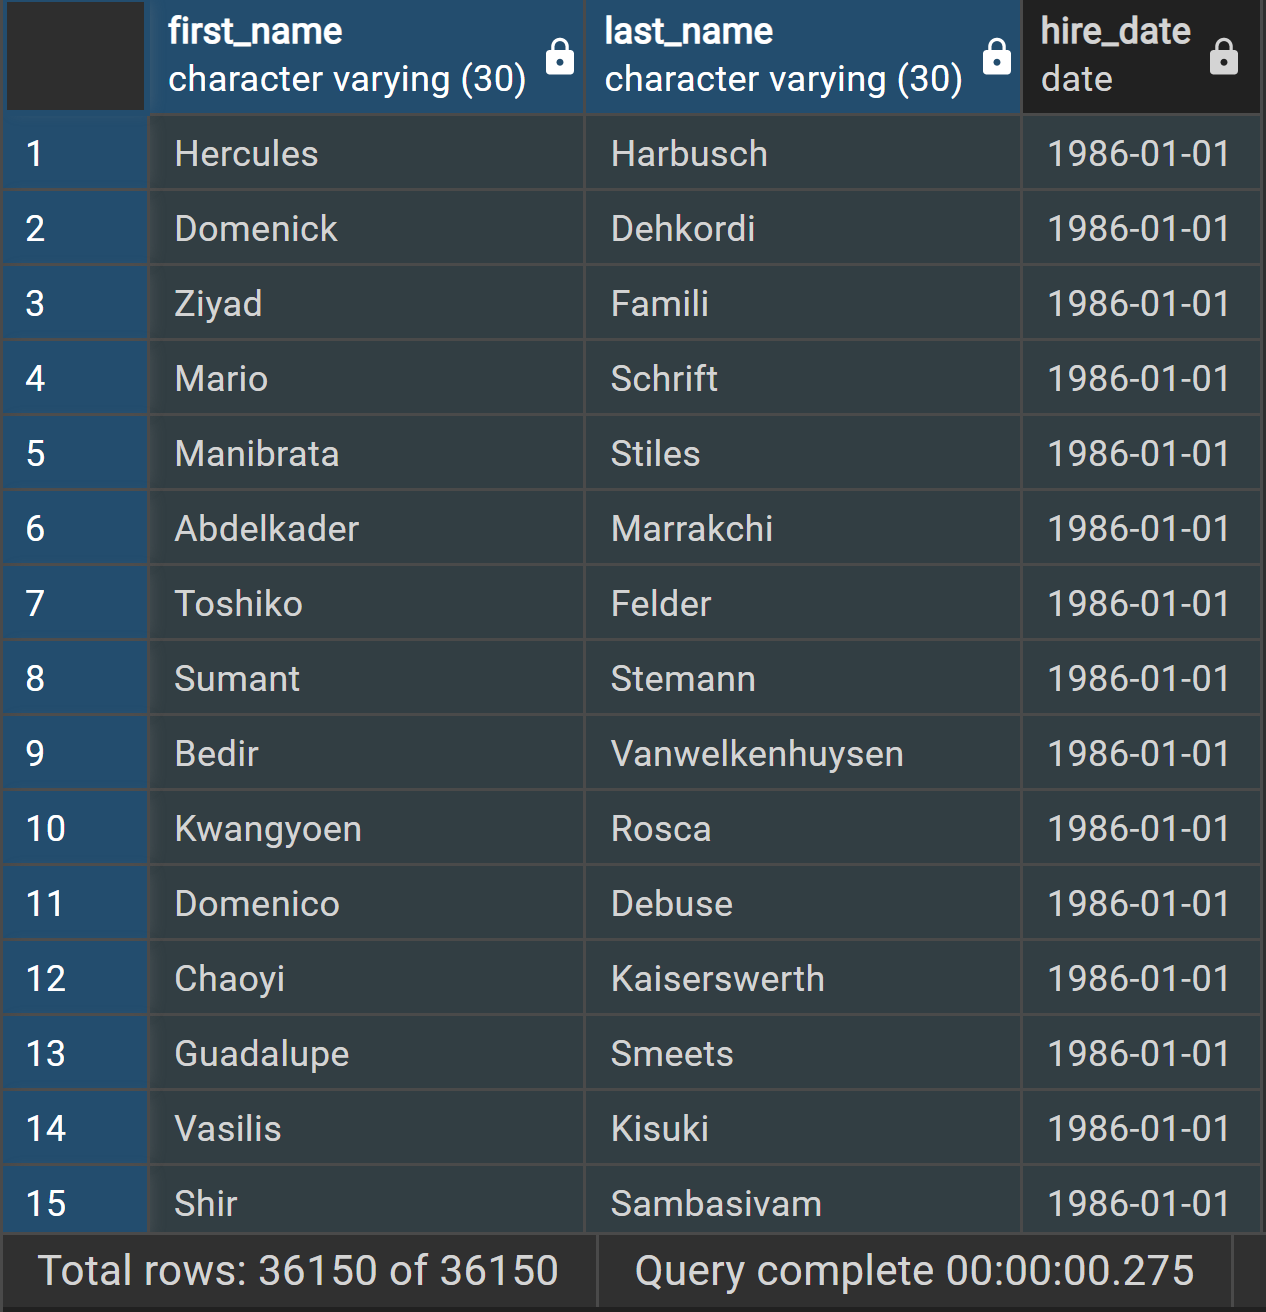 first_name last_name hire_date
character varying (30) character varying (30) date
1 Hercules Harbusch 1986-01-01
2 Domenick Dehkordi 1986-01-01
3 Ziyad Famili 1986-01-01
4 Mario Schrift 1986-01-01
5 Manibrata Stiles 1986-01-01
6 Abdelkader Marrakchi 1986-01-01
7 Toshiko Felder 1986-01-01
8 Sumant Stemann 1986-01-01
9 Bedir Vanwelkenhuysen 1986-01-01
10 Kwangyoen Rosca 1986-01-01
11 Domenico Debuse 1986-01-01
12 Chaoyi Kaiserswerth 1986-01-01
13 Guadalupe Smeets 1986-01-01
14 Vasilis Kisuki 1986-01-01
15 Shir Sambasivam 1986-01-01
Total rows: 36150 of 36150 Query complete 00:00:00.275